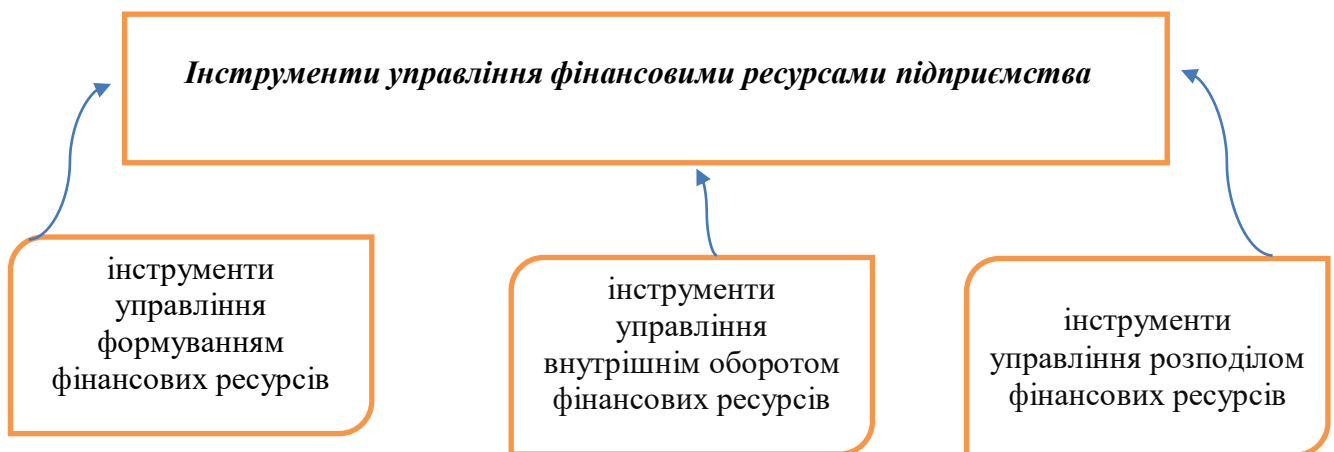 Інструменти управління фінансовими ресурсами підприємства
інструменти
управління
формуванням
фінансових ресурсів
інструменти
управління
внутрішнім оборотом
фінансових ресурсів
інструменти
управління розподілом
фінансових ресурсів